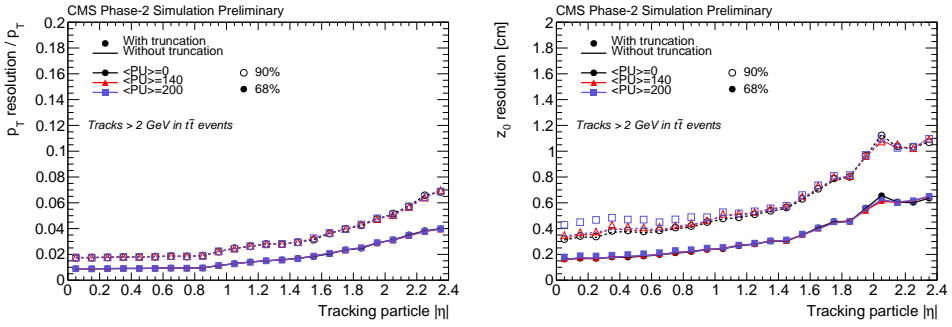 CMS Phase-2 Simulation Preliminary
p_T resolution / p_T
0.2
0.18
0.16
0.14
0.12
0.1
0.08
0.06
0.04
0.02
0
With truncation
Without truncation
<PU>=0
90%
<PU>=140
68%
<PU>=200
Tracks > 2 GeV in tt̄ events
0 0.2 0.4 0.6 0.8 1 1.2 1.4 1.6 1.8 2 2.2 2.4
Tracking particle |η|
CMS Phase-2 Simulation Preliminary
z_0 resolution [cm]
2
1.8
1.6
1.4
1.2
1
0.8
0.6
0.4
0.2
0
With truncation
Without truncation
<PU>=0
90%
<PU>=140
68%
<PU>=200
Tracks > 2 GeV in tt̄ events
0 0.2 0.4 0.6 0.8 1 1.2 1.4 1.6 1.8 2 2.2 2.4
Tracking particle |η|